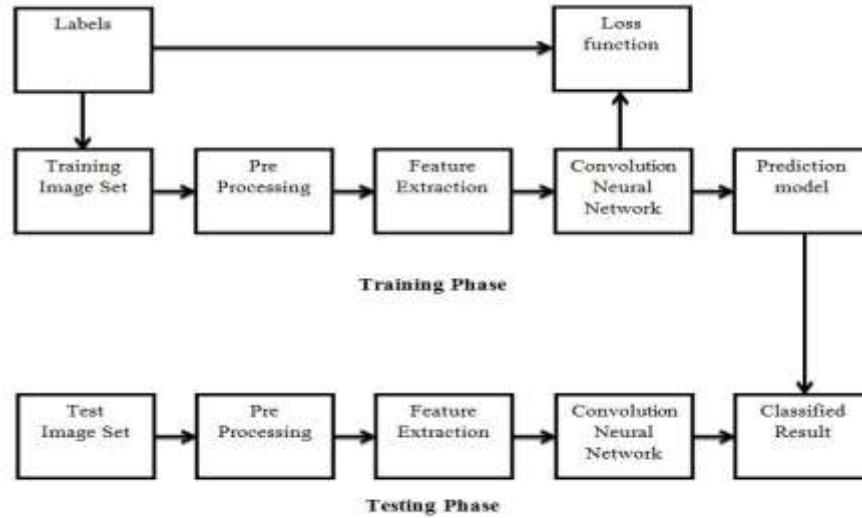 Labels
Loss
function
Training
Image Set
Pre
Processing
Feature
Extraction
Convolution
Neural
Network
Prediction
model
Training Phase
Test
Image Set
Pre
Processing
Feature
Extraction
Convolution
Neural
Network
Classified
Result
Testing Phase